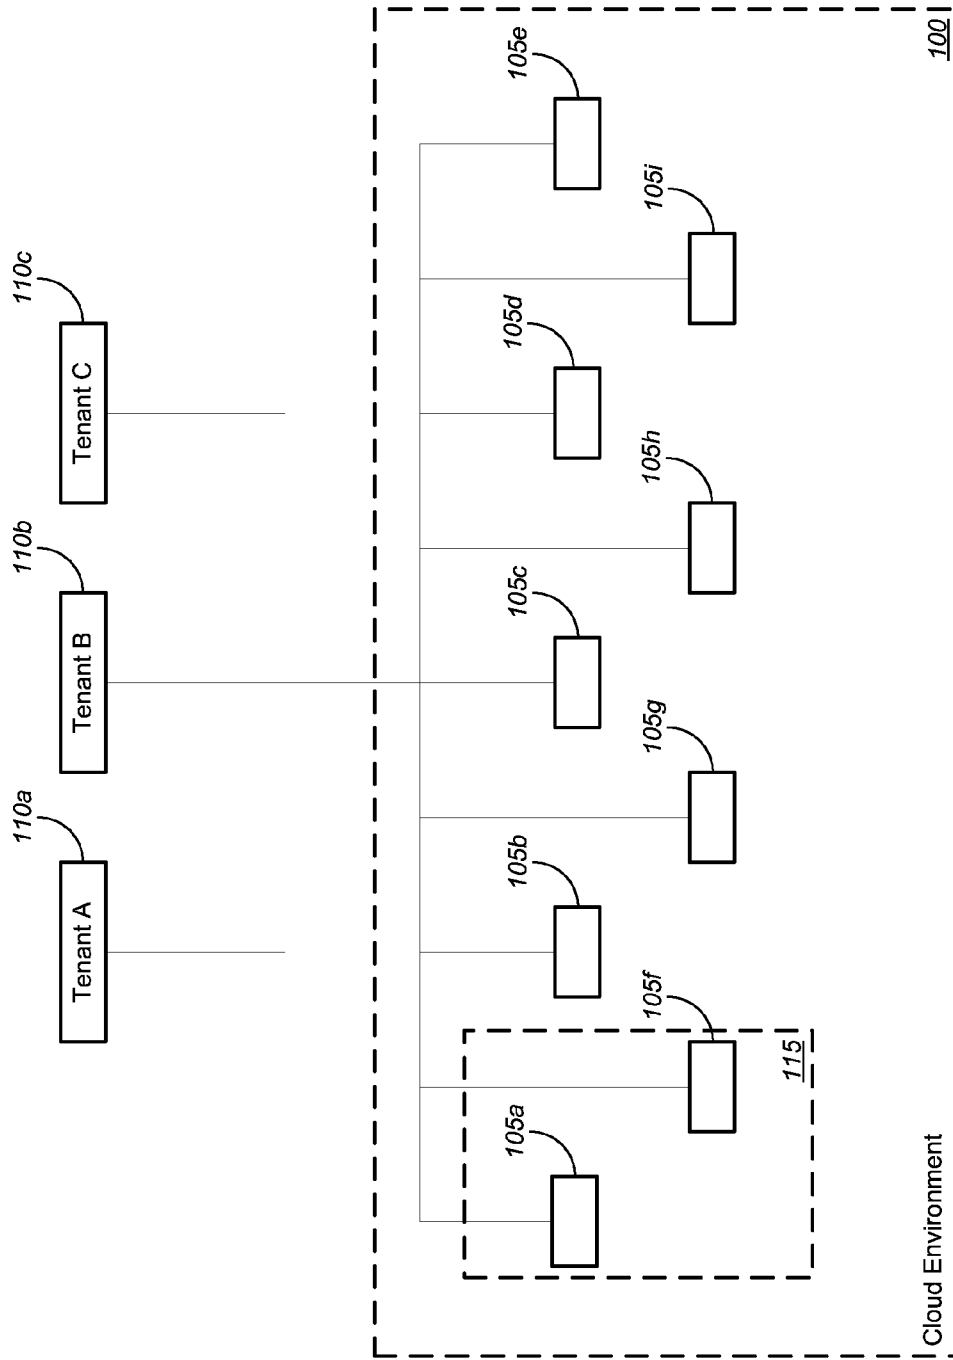 110a
110b
110c
Tenant A
Tenant B
Tenant C
105a
105b
105c
105d
105e
105f
105g
105h
105i
115
Cloud Environment
100